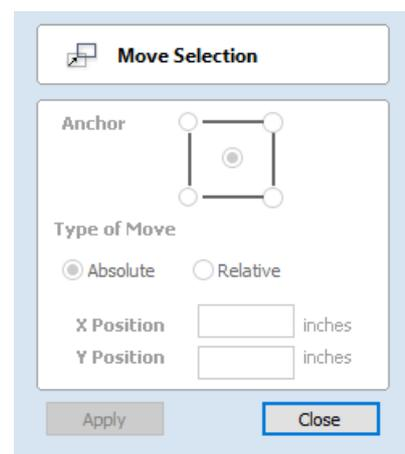 Move Selection
Anchor
Type of Move
Absolute Relative
X Position inches
Y Position inches
Apply Close